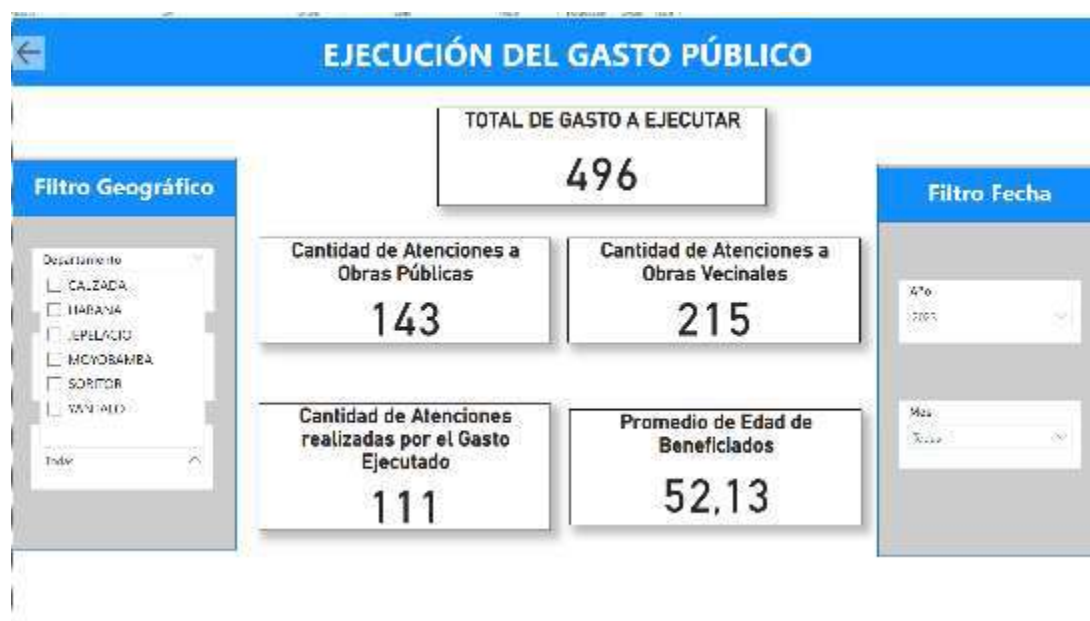 EJECUCIÓN DEL GASTO PÚBLICO
TOTAL DE GASTO A EJECUTAR
496
Filtro Geográfico
Departamento
CALZADA
HABANA
JEPELACIO
MOYOBAMBA
SORITOR
YANTALO
Todas
Cantidad de Atenciones a
Obras Públicas
143
Cantidad de Atenciones a
Obras Vecinales
215
Cantidad de Atenciones
realizadas por el Gasto
Ejecutado
111
Promedio de Edad de
Beneficiados
52,13
Filtro Fecha
Año
2023
Mes